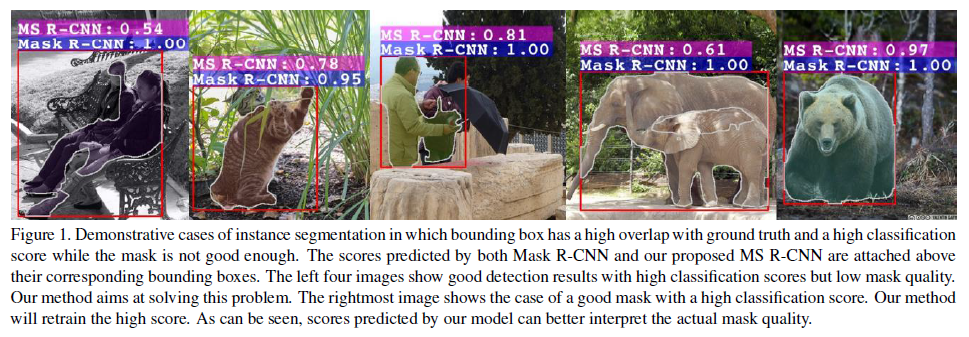 MS R-CNN: 0.54
Mask R-CNN: 1.00
MS R-CNN: 0.78
Mask R-CNN: 0.95
MS R-CNN: 0.81
Mask R-CNN: 1.00
MS R-CNN: 0.61
Mask R-CNN: 1.00
MS R-CNN: 0.97
Mask R-CNN: 1.00
Figure 1. Demonstrative cases of instance segmentation in which bounding box has a high overlap with ground truth and a high classification
score while the mask is not good enough. The scores predicted by both Mask R-CNN and our proposed MS R-CNN are attached above
their corresponding bounding boxes. The left four images show good detection results with high classification scores but low mask quality.
Our method aims at solving this problem. The rightmost image shows the case of a good mask with a high classification score. Our method
will retrain the high score. As can be seen, scores predicted by our model can better interpret the actual mask quality.